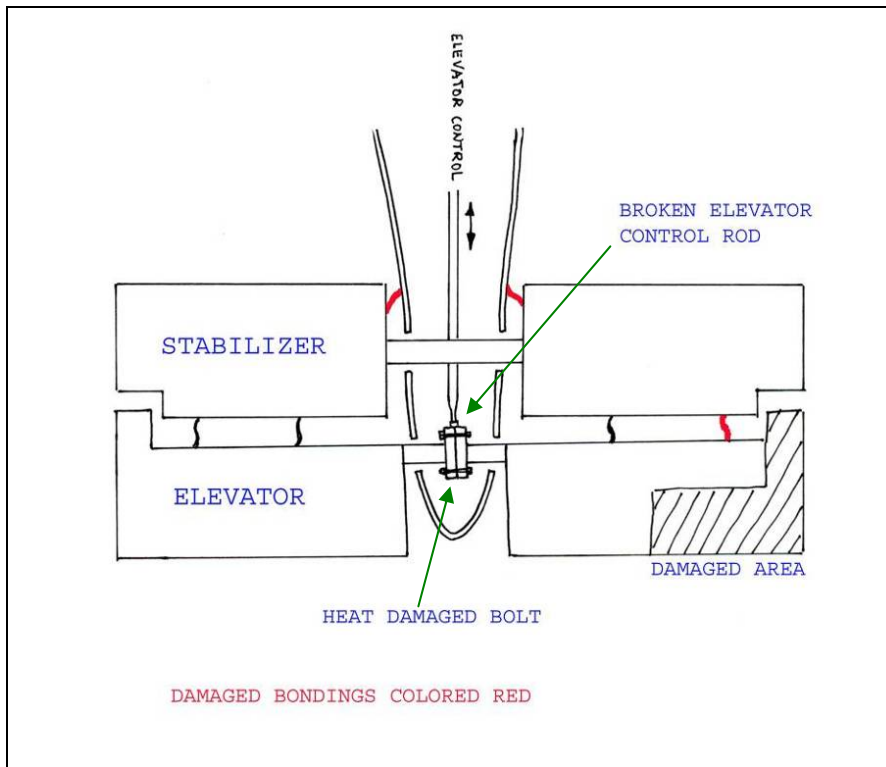 ELEVATOR CONTROL
BROKEN ELEVATOR
CONTROL ROD
STABILIZER
ELEVATOR
DAMAGED AREA
HEAT DAMAGED BOLT
DAMAGED BONDINGS COLORED RED